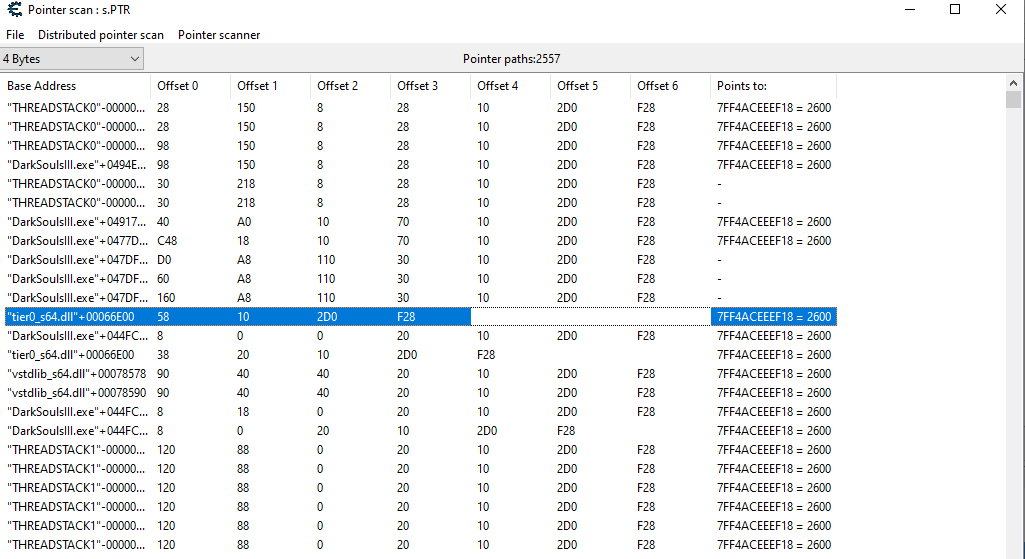 Pointer scan : s.PTR
File Distributed pointer scan Pointer scanner
4 Bytes Pointer paths:2557
Base Address Offset 0 Offset 1 Offset 2 Offset 3 Offset 4 Offset 5 Offset 6 Points to:
"THREADSTACK0"-00000... 28 150 8 28 10 2D0 F28 7FF4ACEEEF18 = 2600
"THREADSTACK0"-00000... 28 150 8 28 10 2D0 F28 7FF4ACEEEF18 = 2600
"THREADSTACK0"-00000... 98 150 8 28 10 2D0 F28 7FF4ACEEEF18 = 2600
"DarkSoulsIII.exe"+0494E... 98 150 8 28 10 2D0 F28 7FF4ACEEEF18 = 2600
"THREADSTACK0"-00000... 30 218 8 28 10 2D0 F28 -
"THREADSTACK0"-00000... 30 218 8 28 10 2D0 F28 -
"DarkSoulsIII.exe"+04917... 40 A0 10 70 10 2D0 F28 7FF4ACEEEF18 = 2600
"DarkSoulsIII.exe"+0477D... C48 18 10 70 10 2D0 F28 7FF4ACEEEF18 = 2600
"DarkSoulsIII.exe"+047DF... D0 A8 110 30 10 2D0 F28 -
"DarkSoulsIII.exe"+047DF... 60 A8 110 30 10 2D0 F28 -
"DarkSoulsIII.exe"+047DF... 160 A8 110 30 10 2D0 F28 -
"tier0_s64.dll"+00066E00 58 10 2D0 F28 7FF4ACEEEF18 = 2600
"DarkSoulsIII.exe"+044FC... 8 0 0 20 10 2D0 F28 7FF4ACEEEF18 = 2600
"tier0_s64.dll"+00066E00 38 20 10 2D0 F28 7FF4ACEEEF18 = 2600
"vstdlib_s64.dll"+00078578 90 40 40 20 10 2D0 F28 7FF4ACEEEF18 = 2600
"vstdlib_s64.dll"+00078590 90 40 40 20 10 2D0 F28 7FF4ACEEEF18 = 2600
"DarkSoulsIII.exe"+044FC... 8 18 0 20 10 2D0 F28 7FF4ACEEEF18 = 2600
"DarkSoulsIII.exe"+044FC... 8 0 20 10 2D0 F28 7FF4ACEEEF18 = 2600
"THREADSTACK1"-00000... 120 88 0 20 10 2D0 F28 7FF4ACEEEF18 = 2600
"THREADSTACK1"-00000... 120 88 0 20 10 2D0 F28 7FF4ACEEEF18 = 2600
"THREADSTACK1"-00000... 120 88 0 20 10 2D0 F28 7FF4ACEEEF18 = 2600
"THREADSTACK1"-00000... 120 88 0 20 10 2D0 F28 7FF4ACEEEF18 = 2600
"THREADSTACK1"-00000... 120 88 0 20 10 2D0 F28 7FF4ACEEEF18 = 2600
"THREADSTACK1"-00000... 120 88 0 20 10 2D0 F28 7FF4ACEEEF18 = 2600